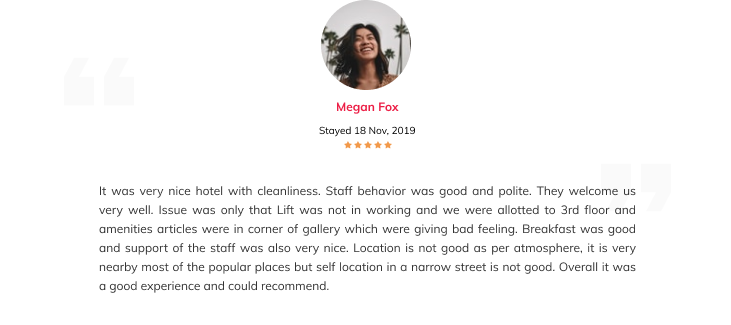 Megan Fox
Stayed 18 Nov, 2019
It was very nice hotel with cleanliness. Staff behavior was good and polite. They welcome us
very well. Issue was only that Lift was not in working and we were allotted to 3rd floor and
amenities articles were in corner of gallery which were giving bad feeling. Breakfast was good
and support of the staff was also very nice. Location is not good as per atmosphere, it is very
nearby most of the popular places but self location in a narrow street is not good. Overall it was
a good experience and could recommend.